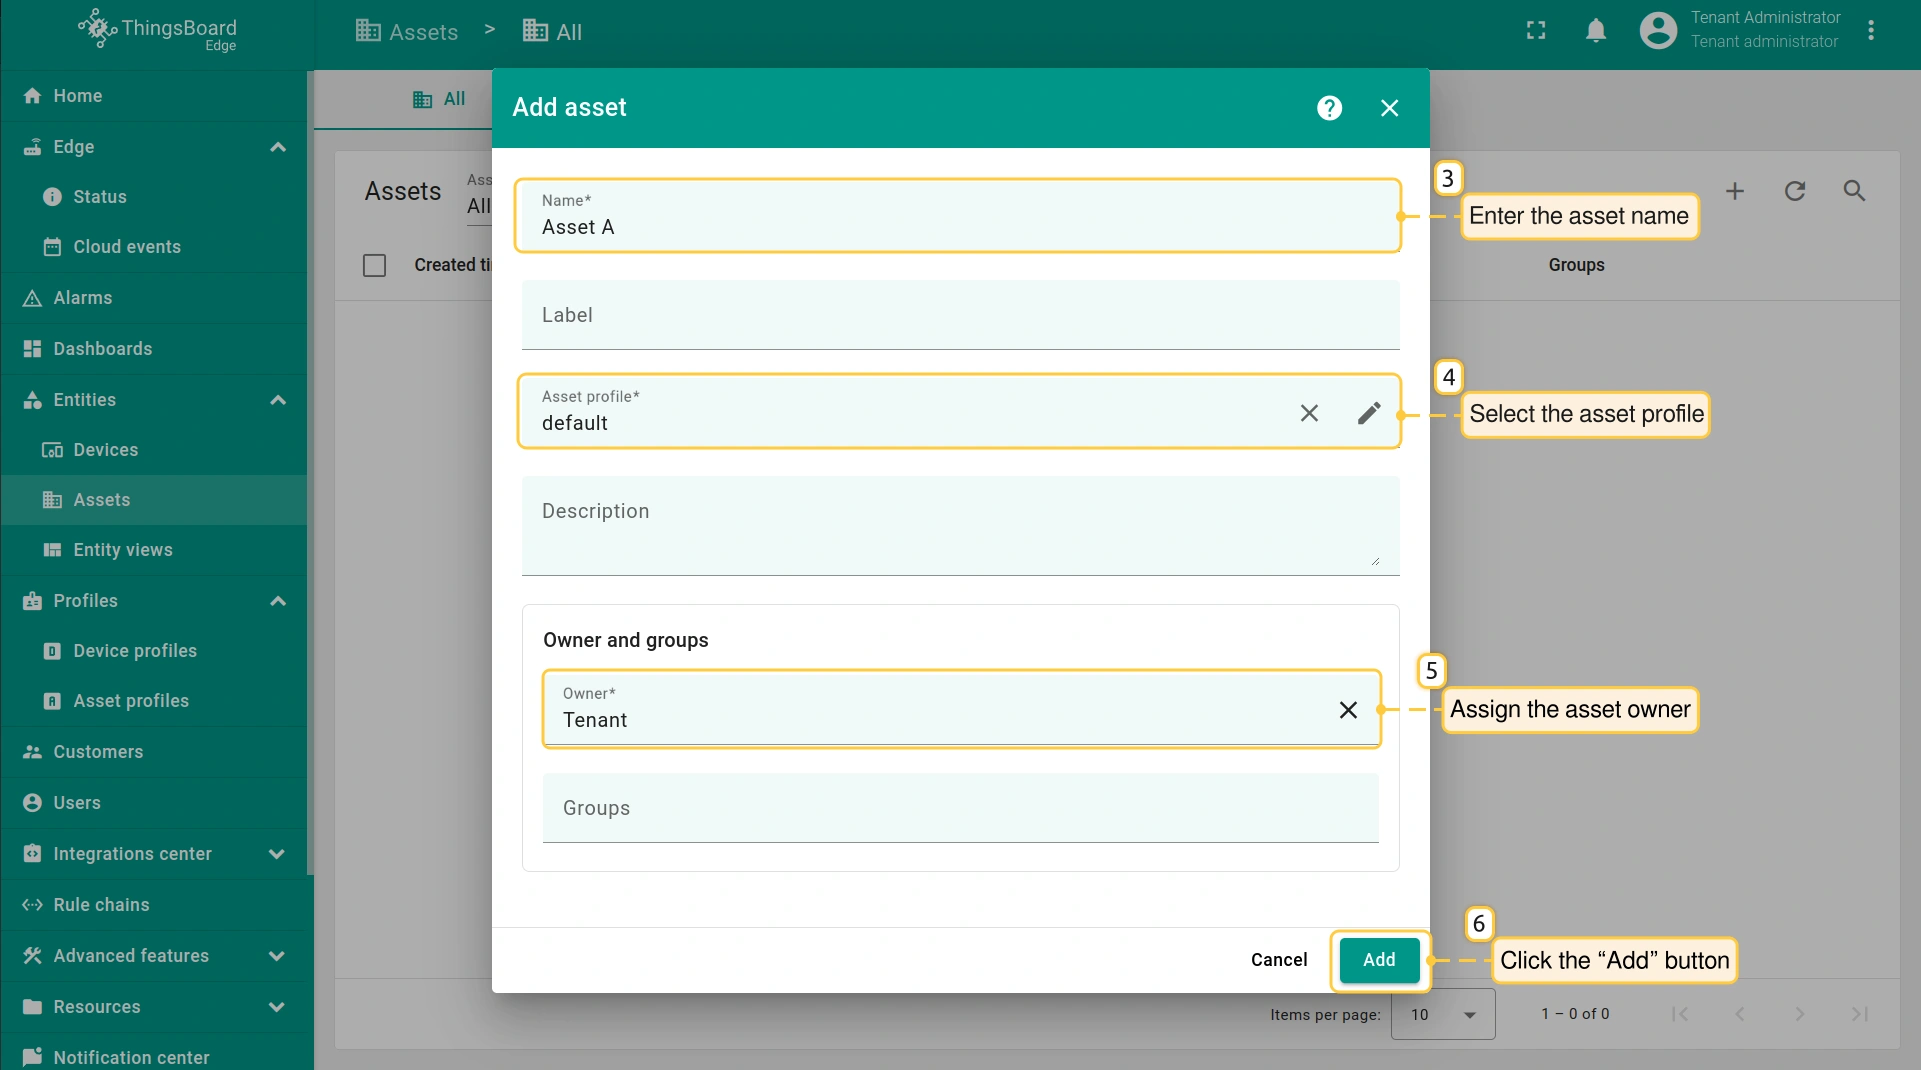 ThingsBoard
Edge
Assets > All
Tenant Administrator
Tenant administrator
Home
Edge
Status
Cloud events
Alarms
Dashboards
Entities
Devices
Assets
Entity views
Profiles
Device profiles
Asset profiles
Customers
Users
Integrations center
Rule chains
Advanced features
Resources
Notification center
All
Assets
Ass
All
Created ti
Groups
Add asset
Name*
Asset A
Label
Asset profile*
default
Description
Owner and groups
Owner*
Tenant
Groups
Cancel
Add
3
Enter the asset name
4
Select the asset profile
5
Assign the asset owner
6
Click the “Add” button
Items per page:
10
1 – 0 of 0